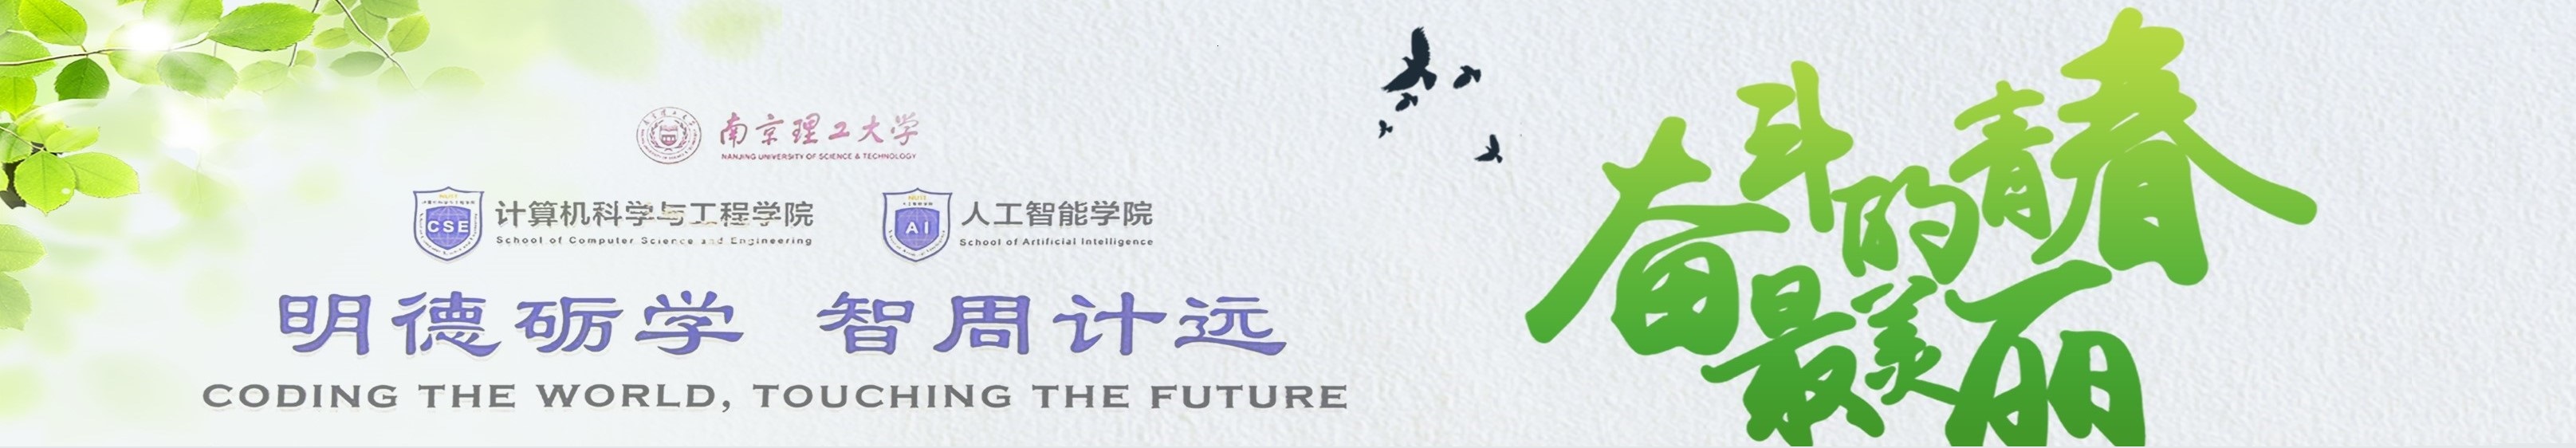 南京理工大学
NANJING UNIVERSITY OF SCIENCE & TECHNOLOGY
CSE
计算机科学与工程学院
School of Computer Science and Engineering
AI
人工智能学院
School of Artificial Intelligence
明德砺学 智周计远
CODING THE WORLD, TOUCHING THE FUTURE
奋斗的青春
最美丽